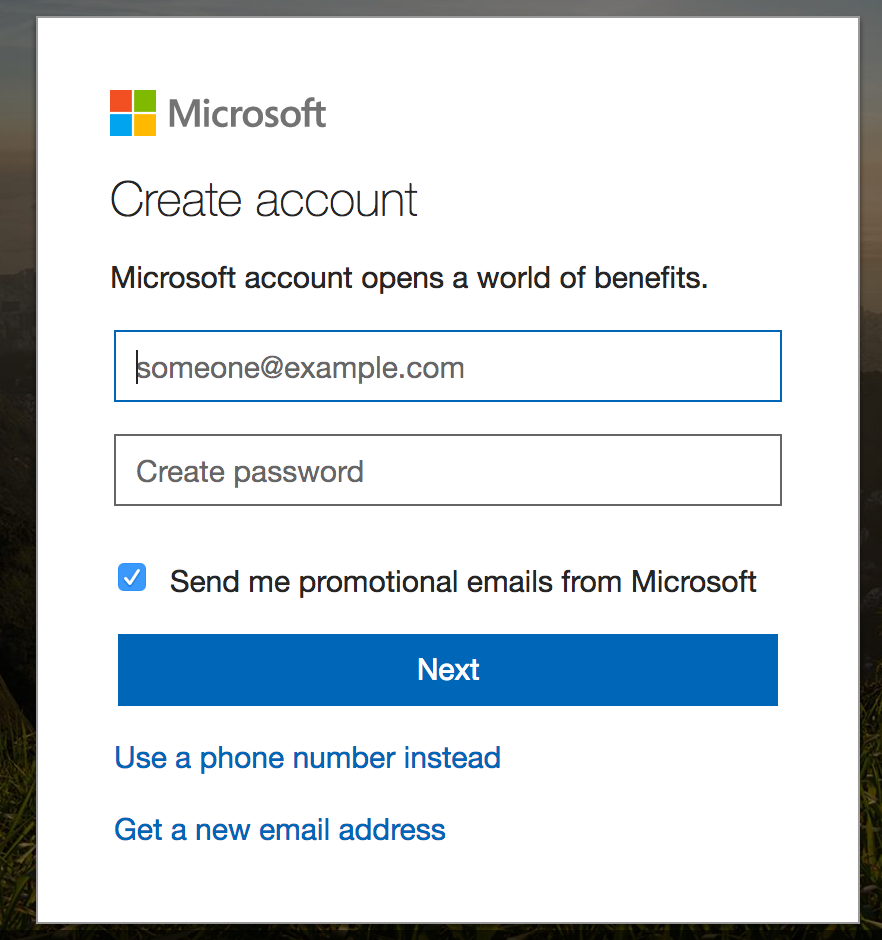 Microsoft
Create account
Microsoft account opens a world of benefits.
someone@example.com
Create password
Send me promotional emails from Microsoft
Next
Use a phone number instead
Get a new email address